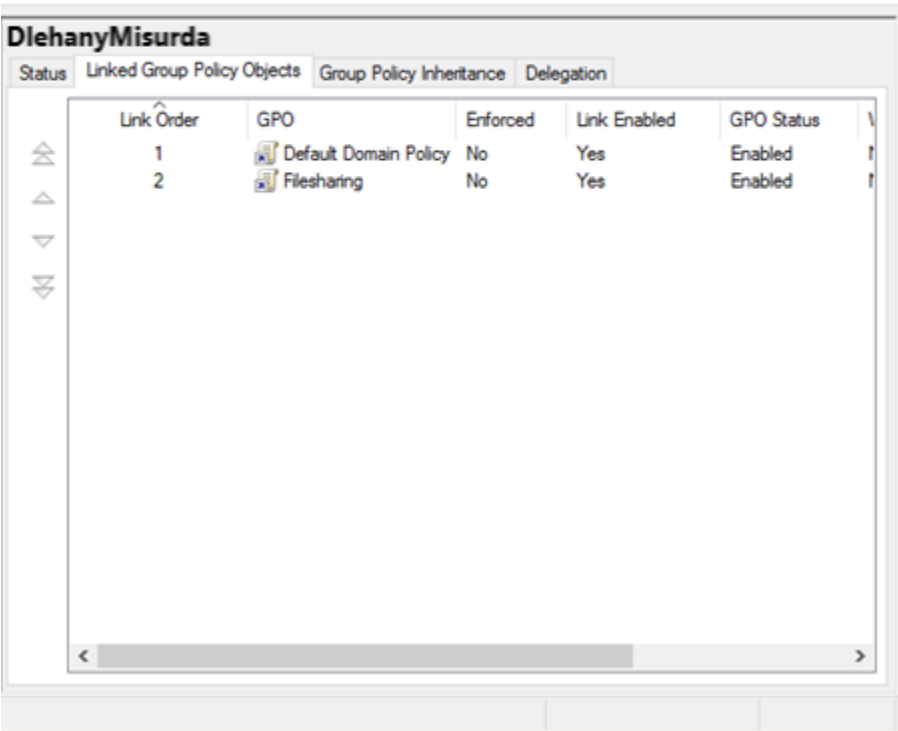 DlehanyMisurda
Status Linked Group Policy Objects Group Policy Inheritance Delegation
Link Order GPO Enforced Link Enabled GPO Status
1 Default Domain Policy No Yes Enabled
2 Filesharing No Yes Enabled